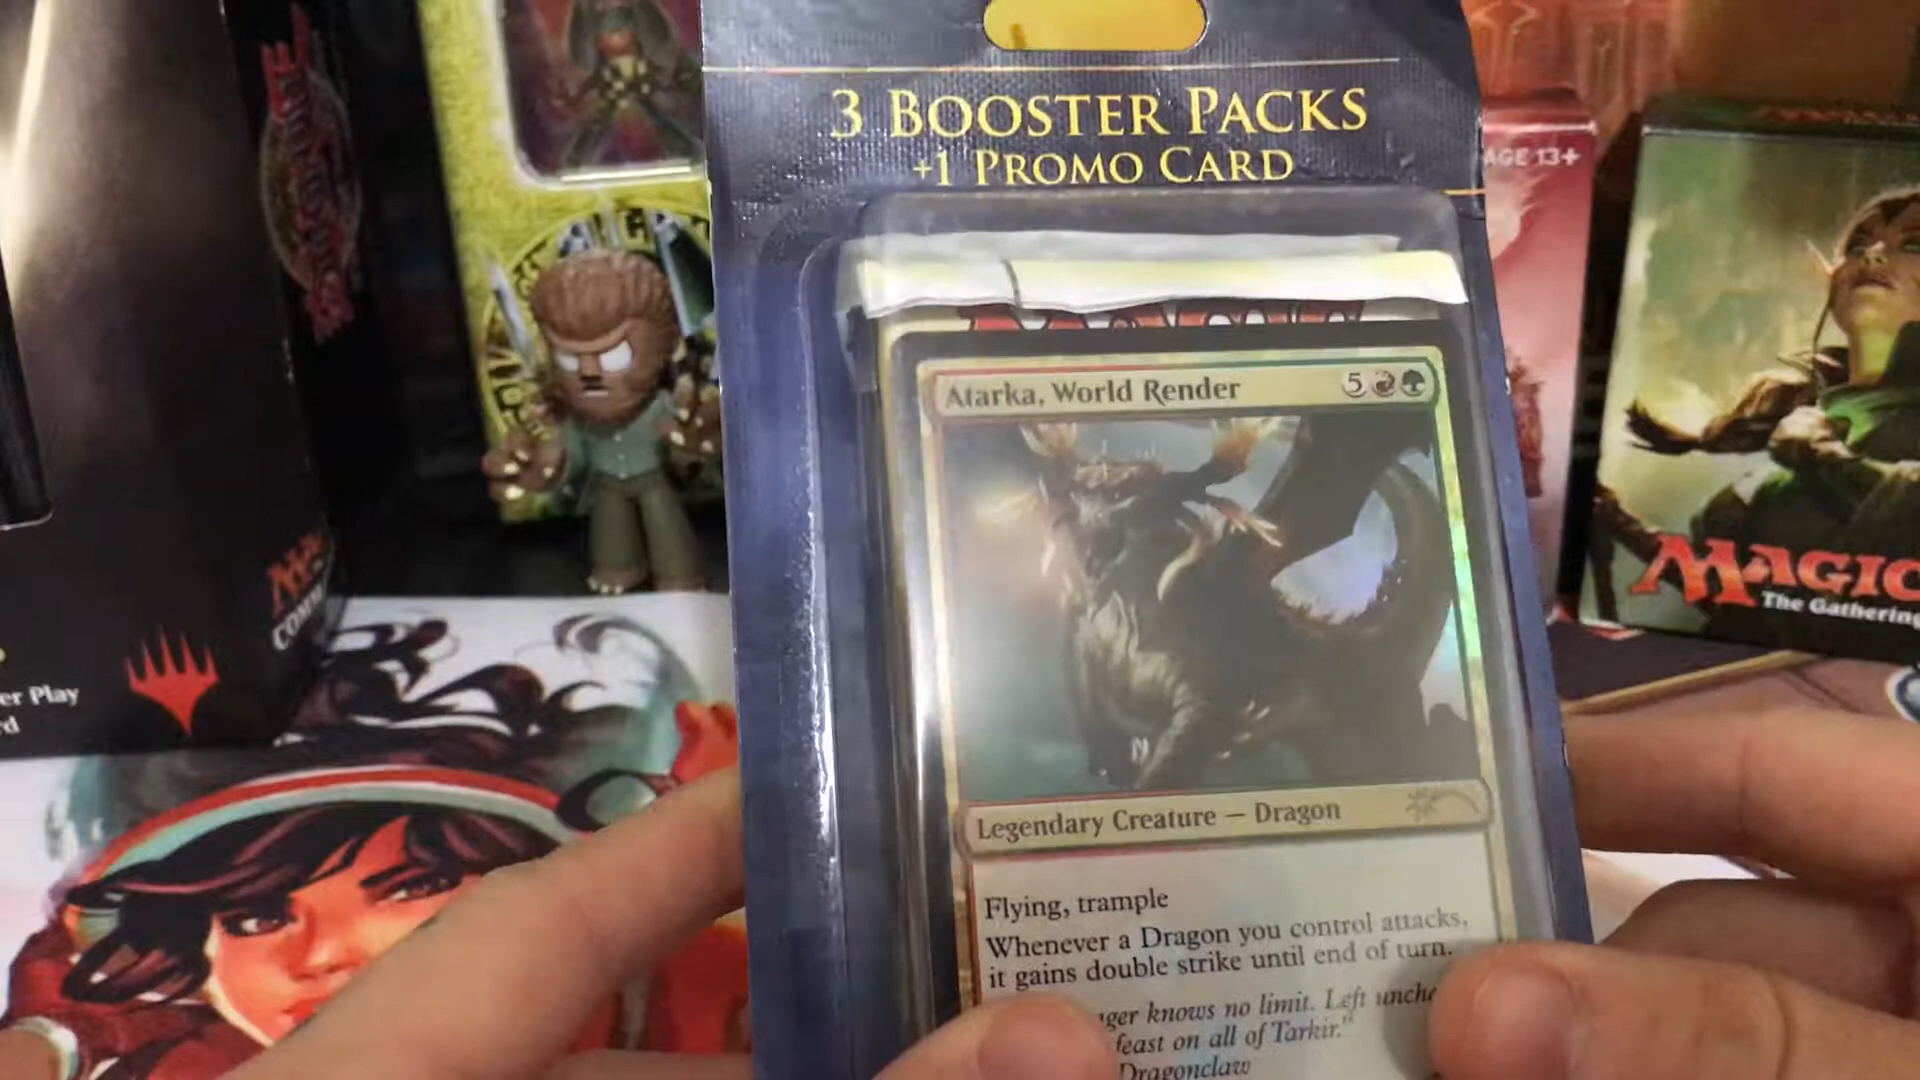 3 BOOSTER PACKS
+1 PROMO CARD
AGE 13+
Atarka, World Render 5
Legendary Creature — Dragon
Flying, trample
Whenever a Dragon you control attacks,
it gains double strike until end of turn.
knows no limit. Left
feast on all of Tarkir."
Dragonclaw
MAGIC
The Gathering
Play